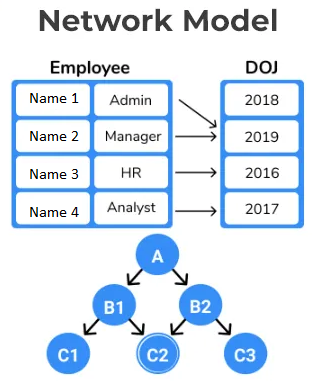 Network Model
Employee DOJ
Name 1 Admin 2018
Name 2 Manager 2019
Name 3 HR 2016
Name 4 Analyst 2017
A
B1 B2
C1 C2 C3